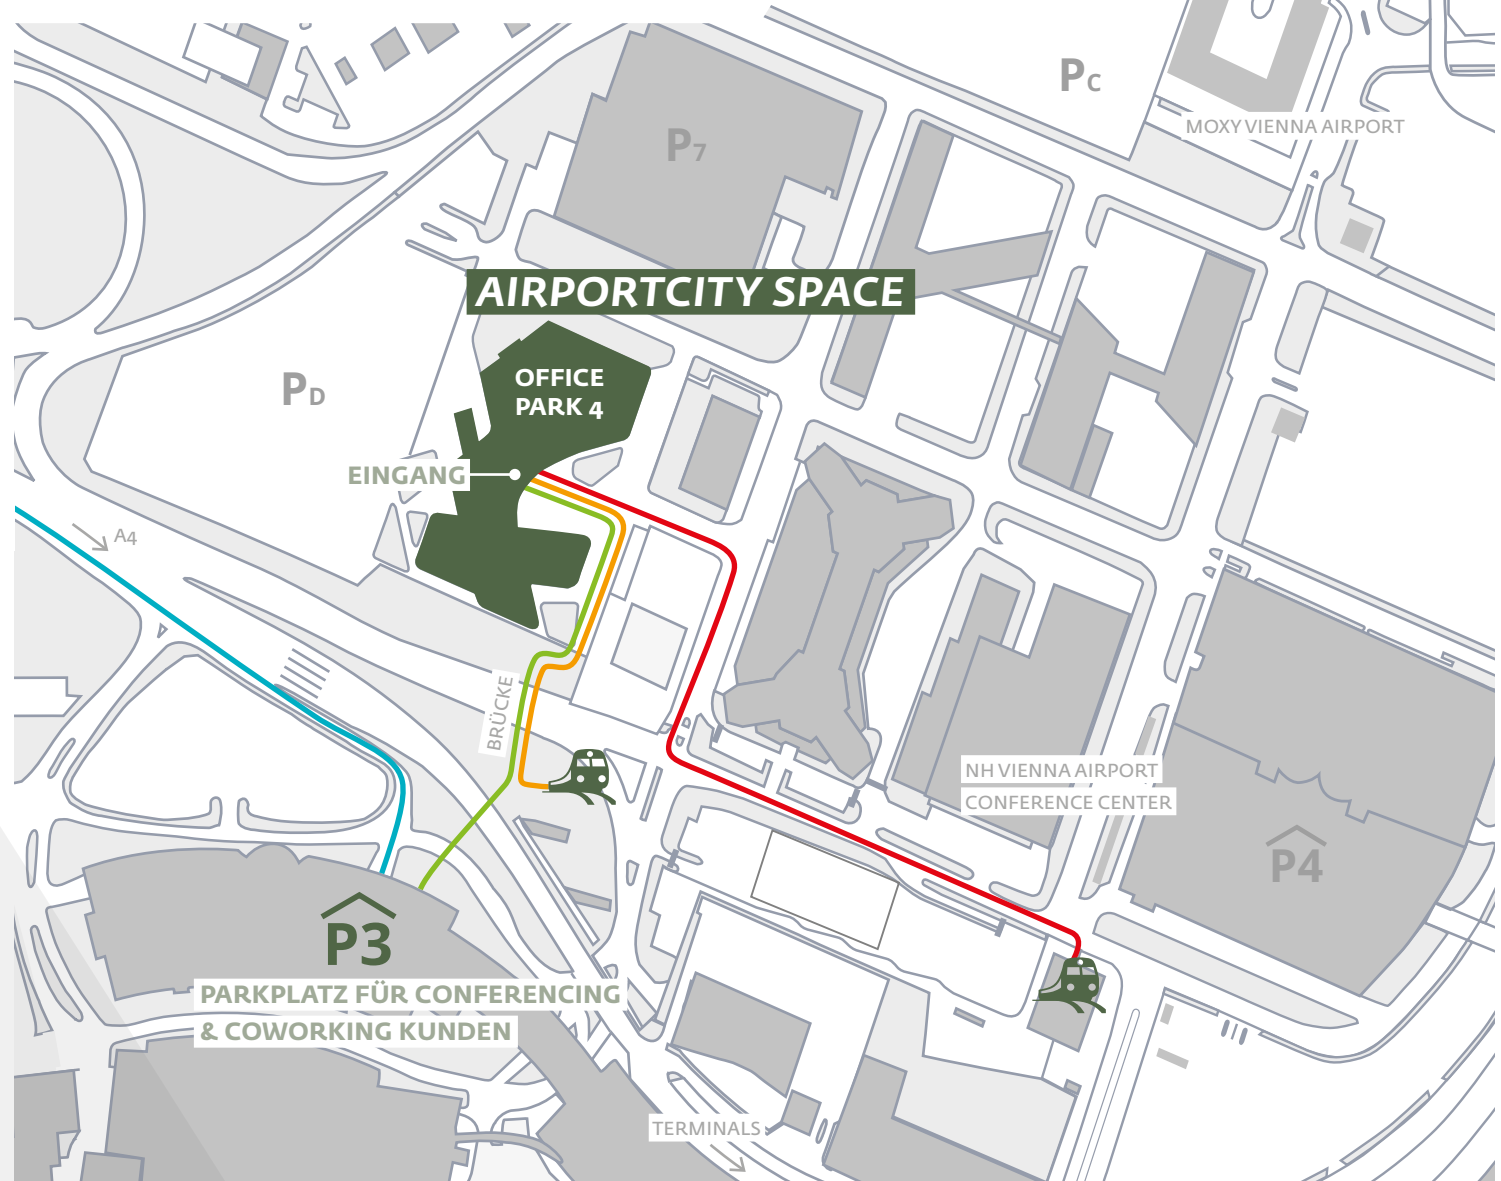 PC
MOXY VIENNA AIRPORT
P7
AIRPORTCITY SPACE
OFFICE
PARK 4
PD
EINGANG
A4
BRÜCKE
NH VIENNA AIRPORT
CONFERENCE CENTER
P4
P3
PARKPLATZ FÜR CONFERENCING
& COWORKING KUNDEN
TERMINALS